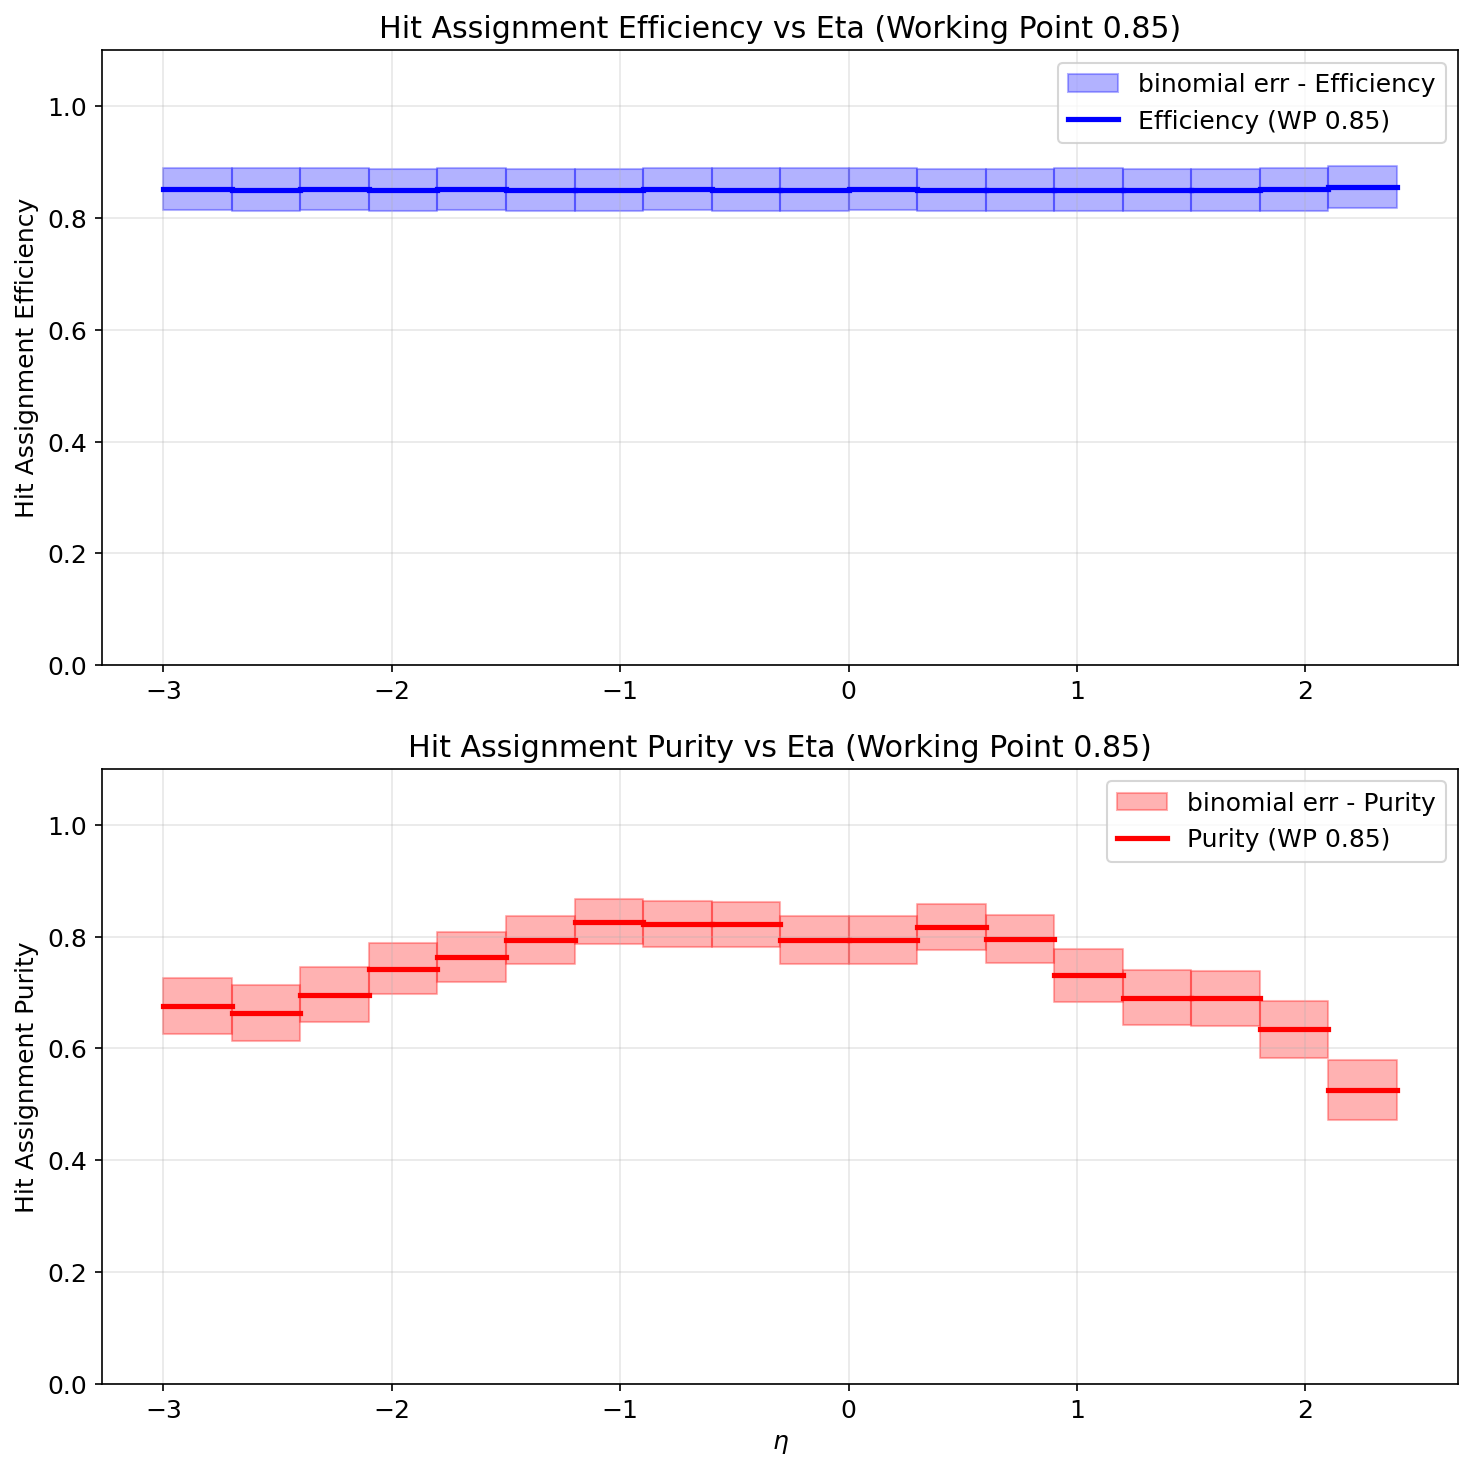 Hit Assignment Efficiency vs Eta (Working Point 0.85)
binomial err - Efficiency
Efficiency (WP 0.85)
Hit Assignment Efficiency
1.0
0.8
0.6
0.4
0.2
0.0
−3 −2 −1 0 1 2
Hit Assignment Purity vs Eta (Working Point 0.85)
binomial err - Purity
Purity (WP 0.85)
Hit Assignment Purity
1.0
0.8
0.6
0.4
0.2
0.0
−3 −2 −1 0 1 2
η